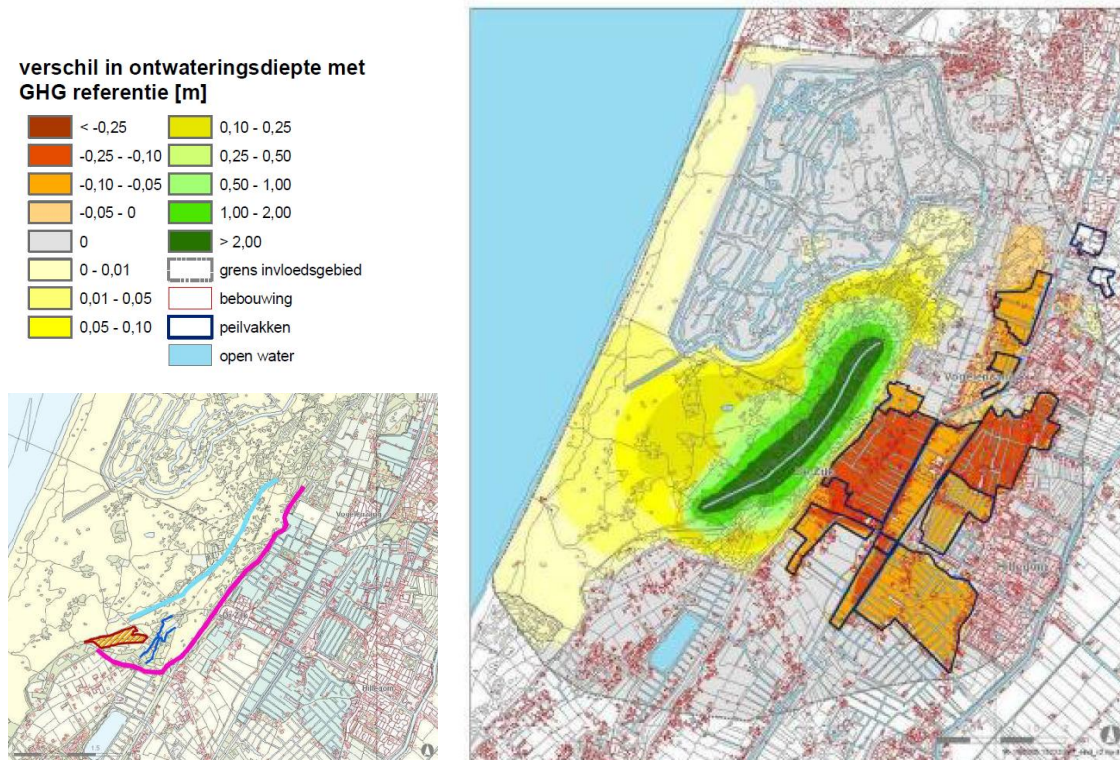 verschil in ontwateringsdiepte met
GHG referentie [m]
< -0,25
-0,25 - -0,10
-0,10 - -0,05
-0,05 - 0
0
0 - 0,01
0,01 - 0,05
0,05 - 0,10
0,10 - 0,25
0,25 - 0,50
0,50 - 1,00
1,00 - 2,00
> 2,00
grens invloedsgebied
bebouwing
peilvakken
open water
Hillegom